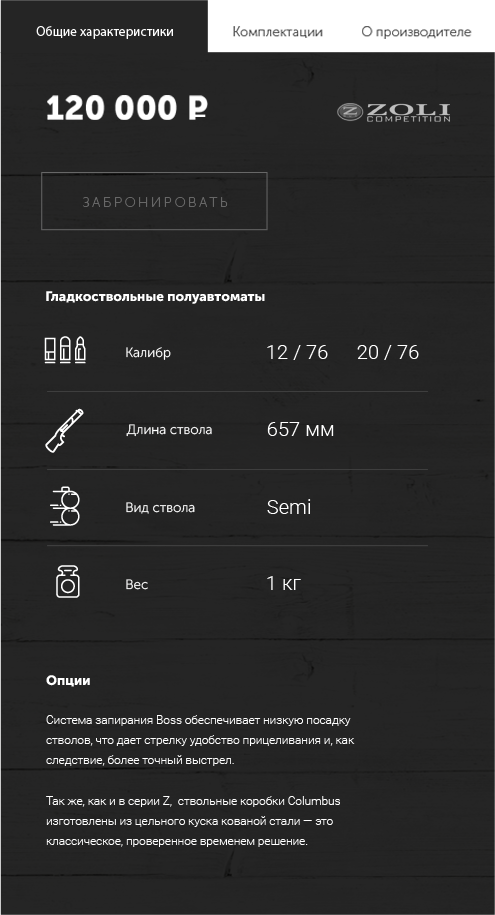 Общие характеристики
Комплектации
О производителе
120 000 ₽
Z ZOLI
COMPETITION
ЗАБРОНИРОВАТЬ
Гладкоствольные полуавтоматы
Калибр 12 / 76 20 / 76
Длина ствола 657 мм
Вид ствола Semi
Вес 1 кг
Опции
Система запирания Boss обеспечивает низкую посадку
стволов, что дает стрелку удобство прицеливания и, как
следствие, более точный выстрел.
Так же, как и в серии Z, ствольные коробки Columbus
изготовлены из цельного куска кованой стали — это
классическое, проверенное временем решение.